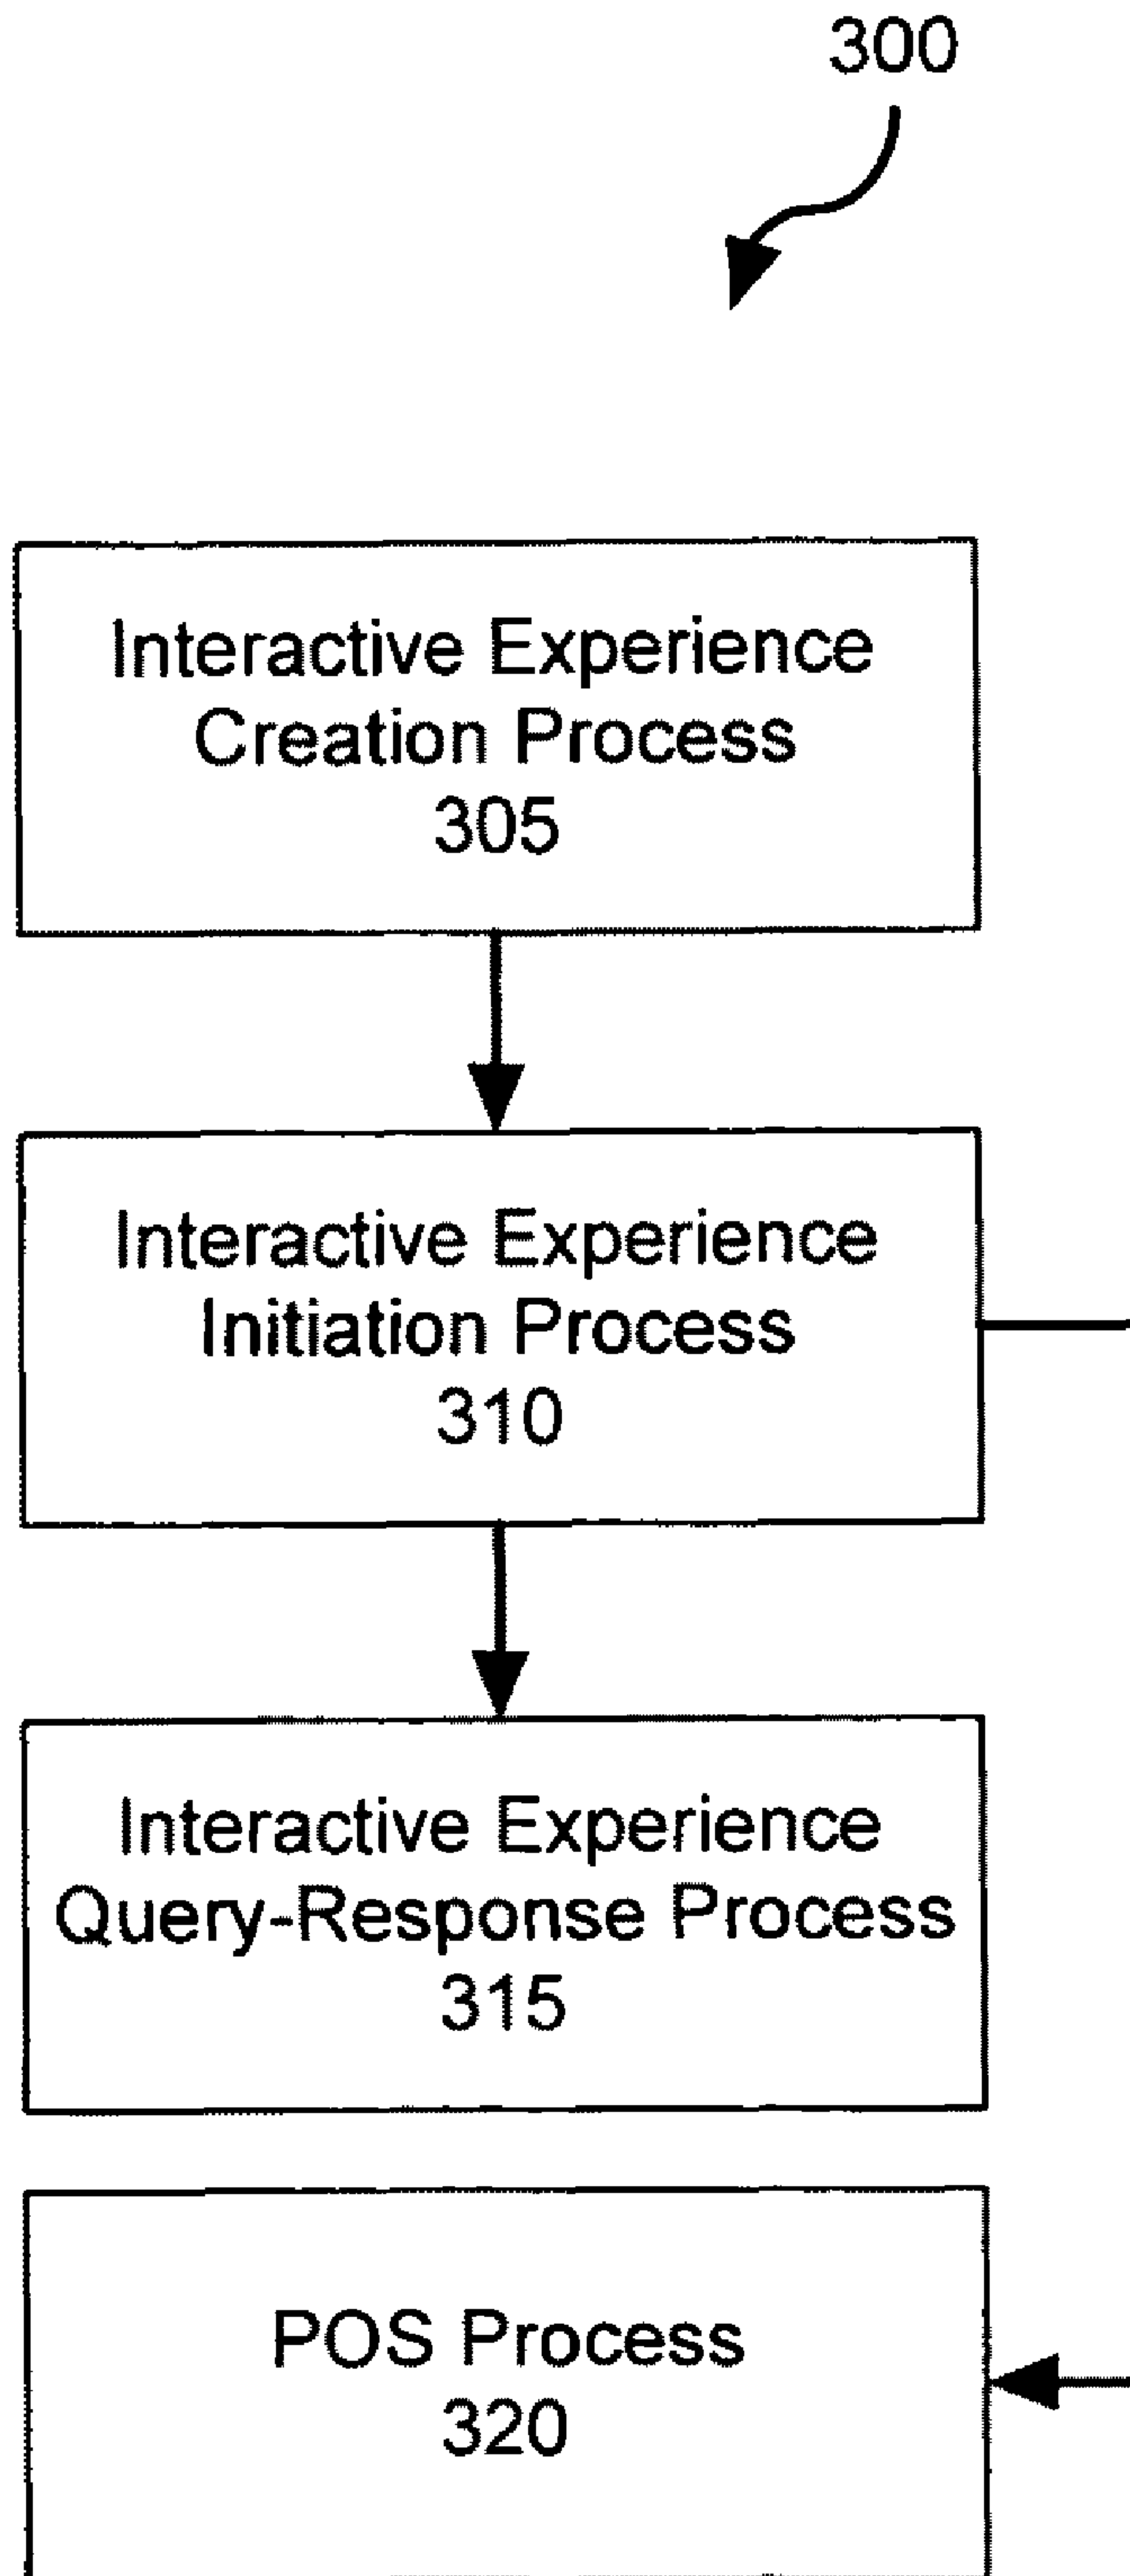 300
Interactive Experience
Creation Process
305
Interactive Experience
Initiation Process
310
Interactive Experience
Query-Response Process
315
POS Process
320